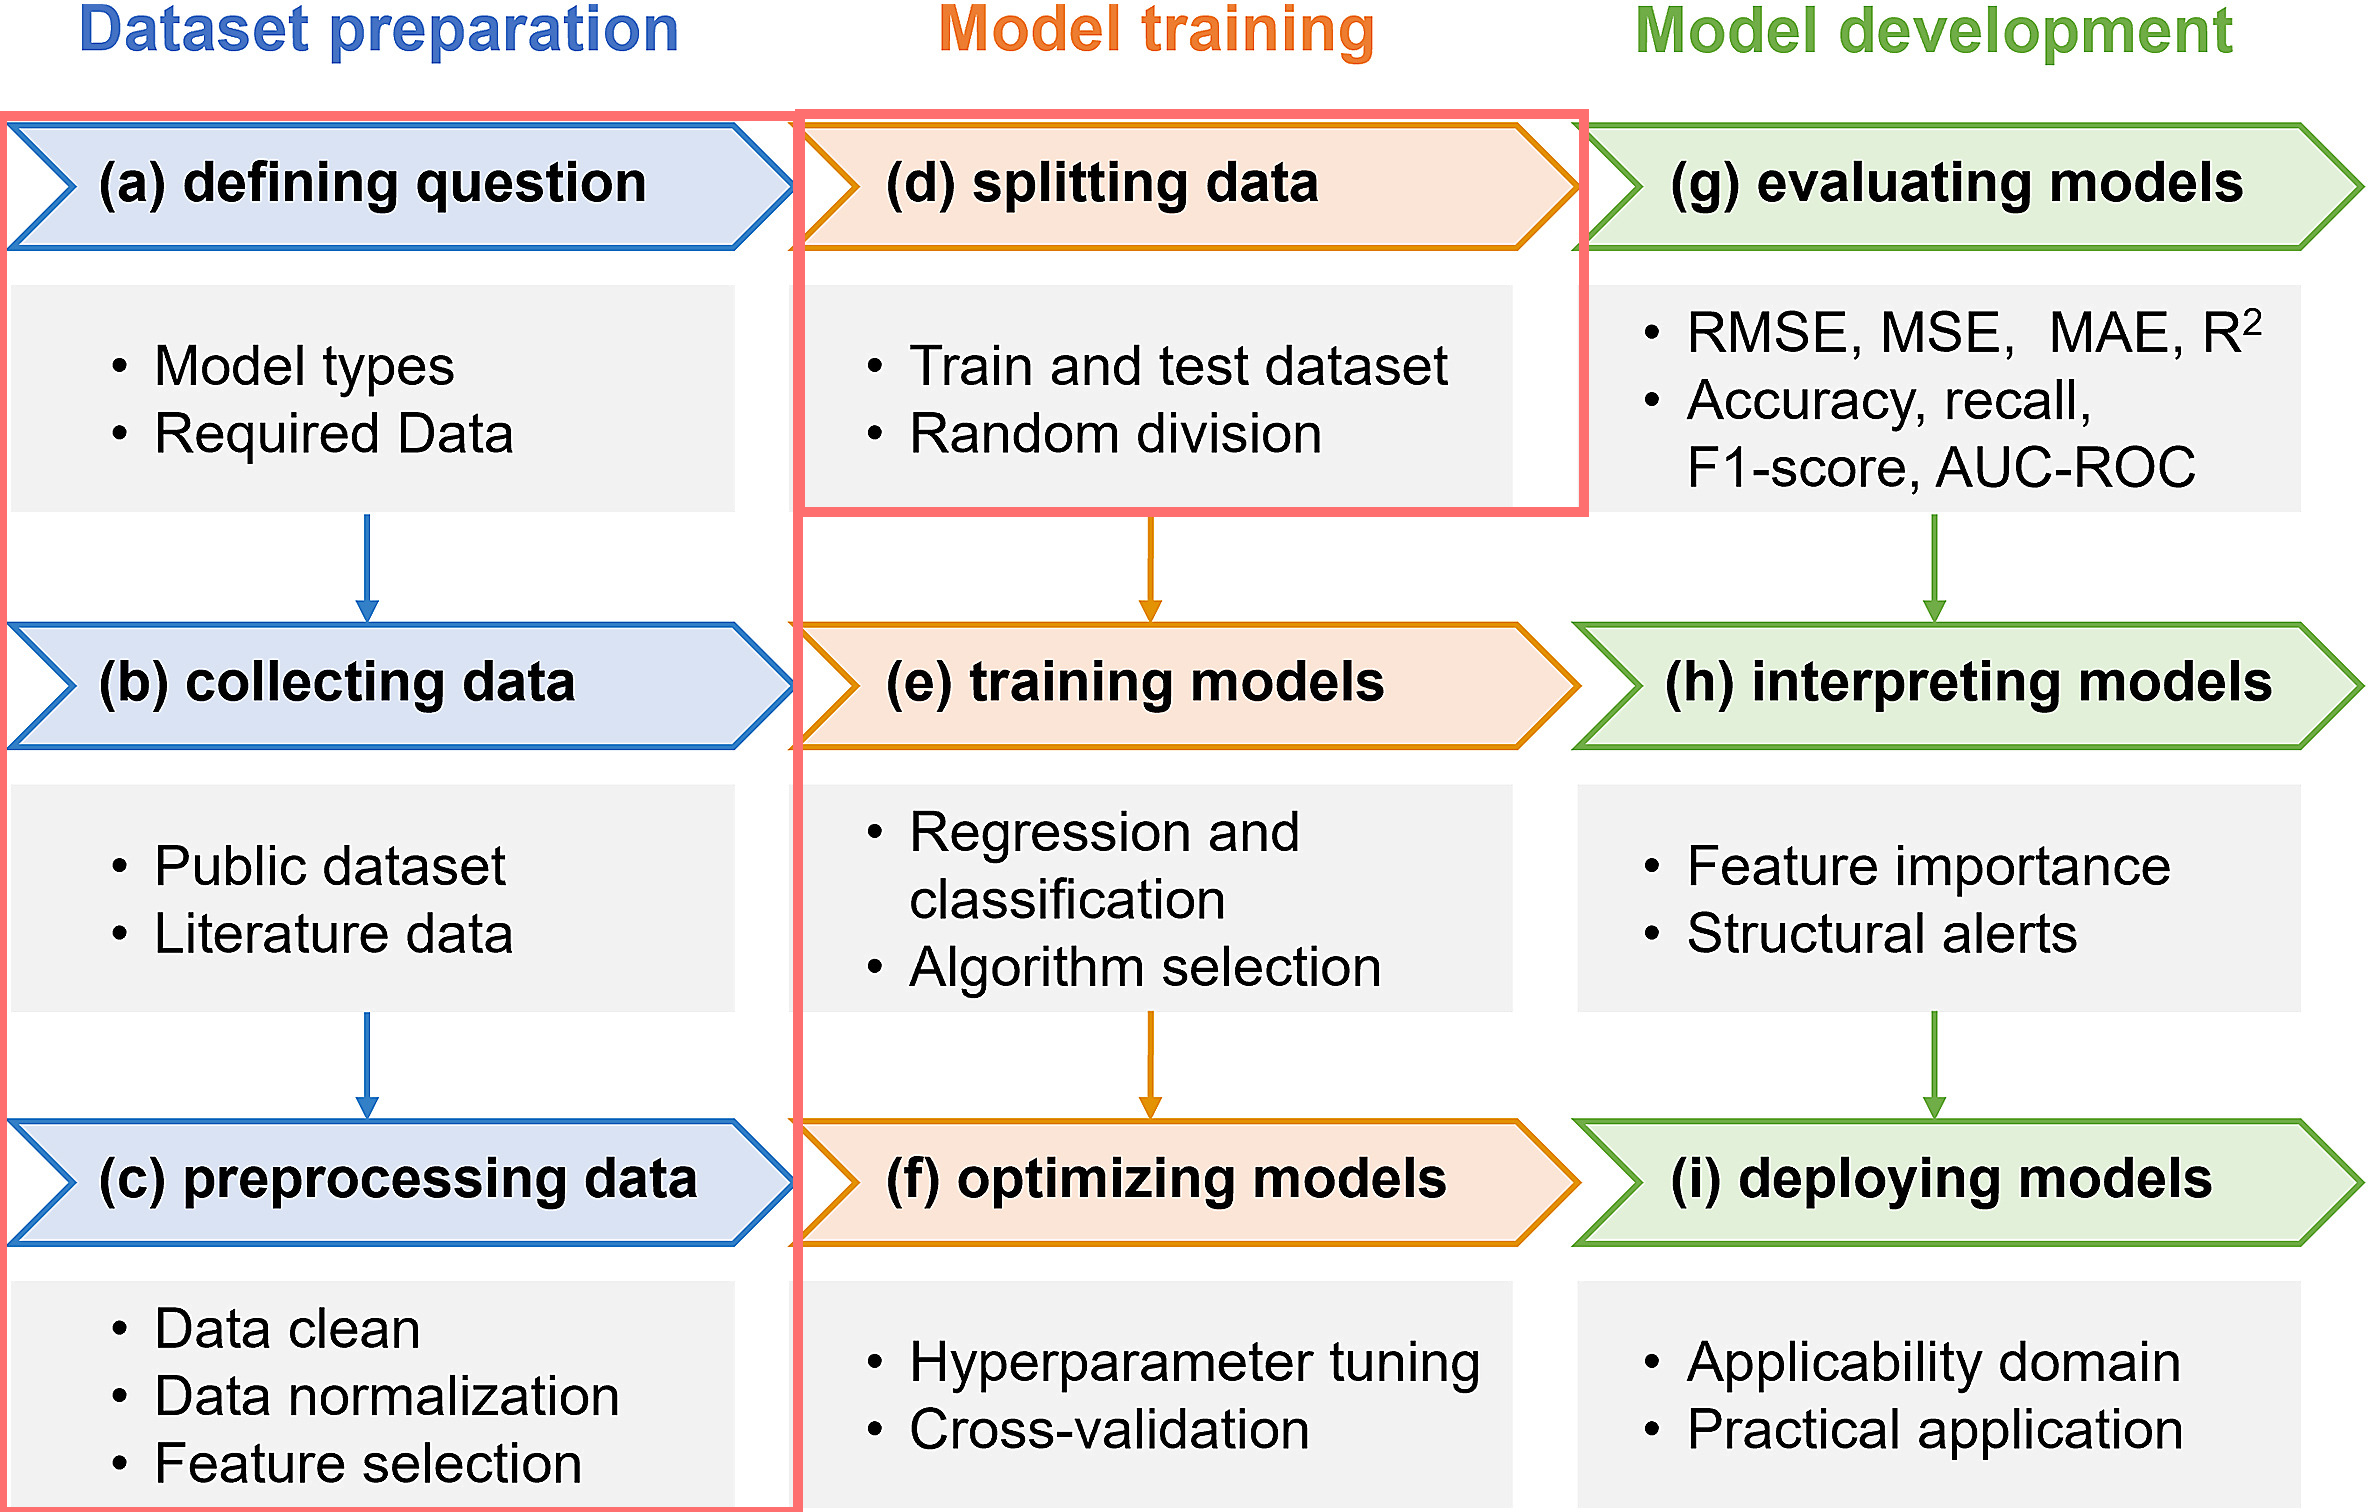 Dataset preparation
(a) defining question
• Model types
• Required Data
(b) collecting data
• Public dataset
• Literature data
(c) preprocessing data
• Data clean
• Data normalization
• Feature selection
Model training
(d) splitting data
• Train and test dataset
• Random division
(e) training models
• Regression and
classification
• Algorithm selection
(f) optimizing models
• Hyperparameter tuning
• Cross-validation
Model development
(g) evaluating models
• RMSE, MSE, MAE, R²
• Accuracy, recall,
F1-score, AUC-ROC
(h) interpreting models
• Feature importance
• Structural alerts
(i) deploying models
• Applicability domain
• Practical application